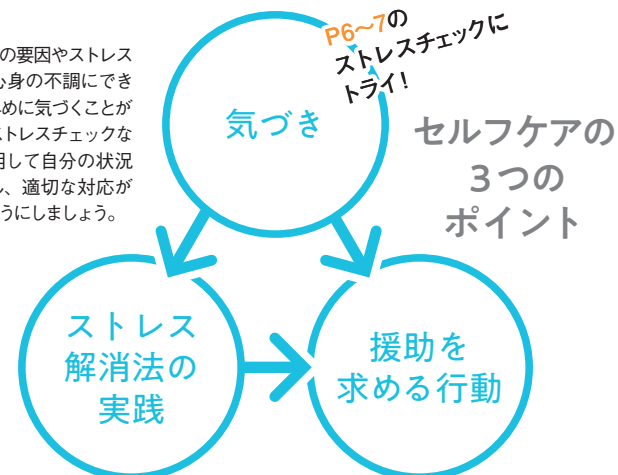 の要因やストレス
心身の不調にでき
早めに気づくことが
ストレスチェックな
用して自分の状況
し、適切な対応が
うにしましょう。
気づき
P6～7の
ストレスチェックに
トライ！
セルフケアの
3つの
ポイント
ストレス
解消法の
実践
援助を
求める行動